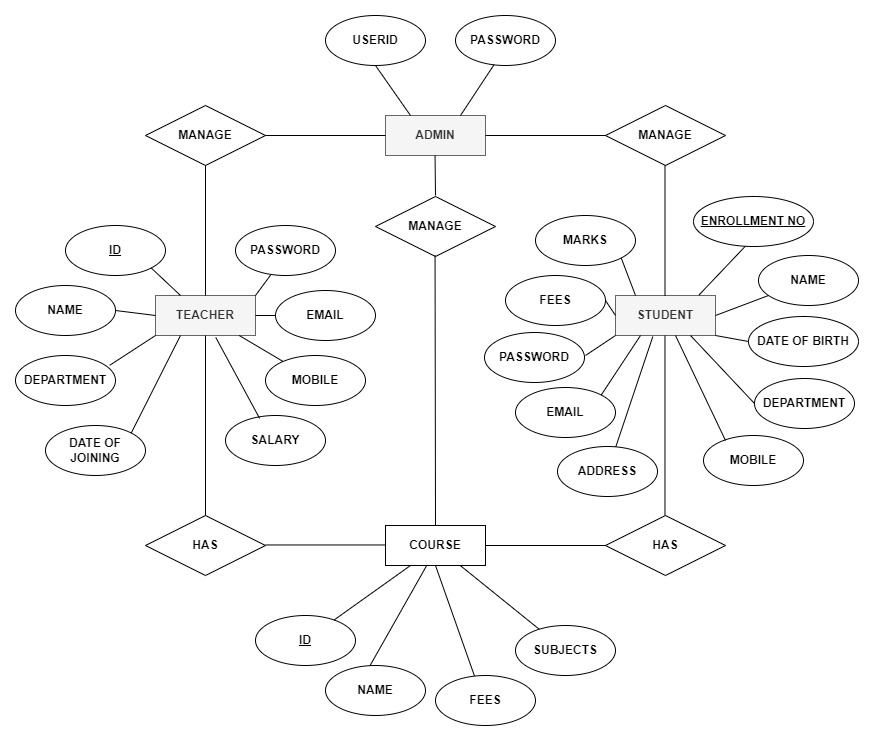 USERID
PASSWORD
MANAGE
ADMIN
MANAGE
MANAGE
ID
PASSWORD
NAME
TEACHER
EMAIL
DEPARTMENT
MOBILE
DATE OF
JOINING
SALARY
ENROLLMENT NO
MARKS
NAME
FEES
STUDENT
DATE OF BIRTH
PASSWORD
DEPARTMENT
EMAIL
MOBILE
ADDRESS
HAS
COURSE
HAS
ID
SUBJECTS
NAME
FEES